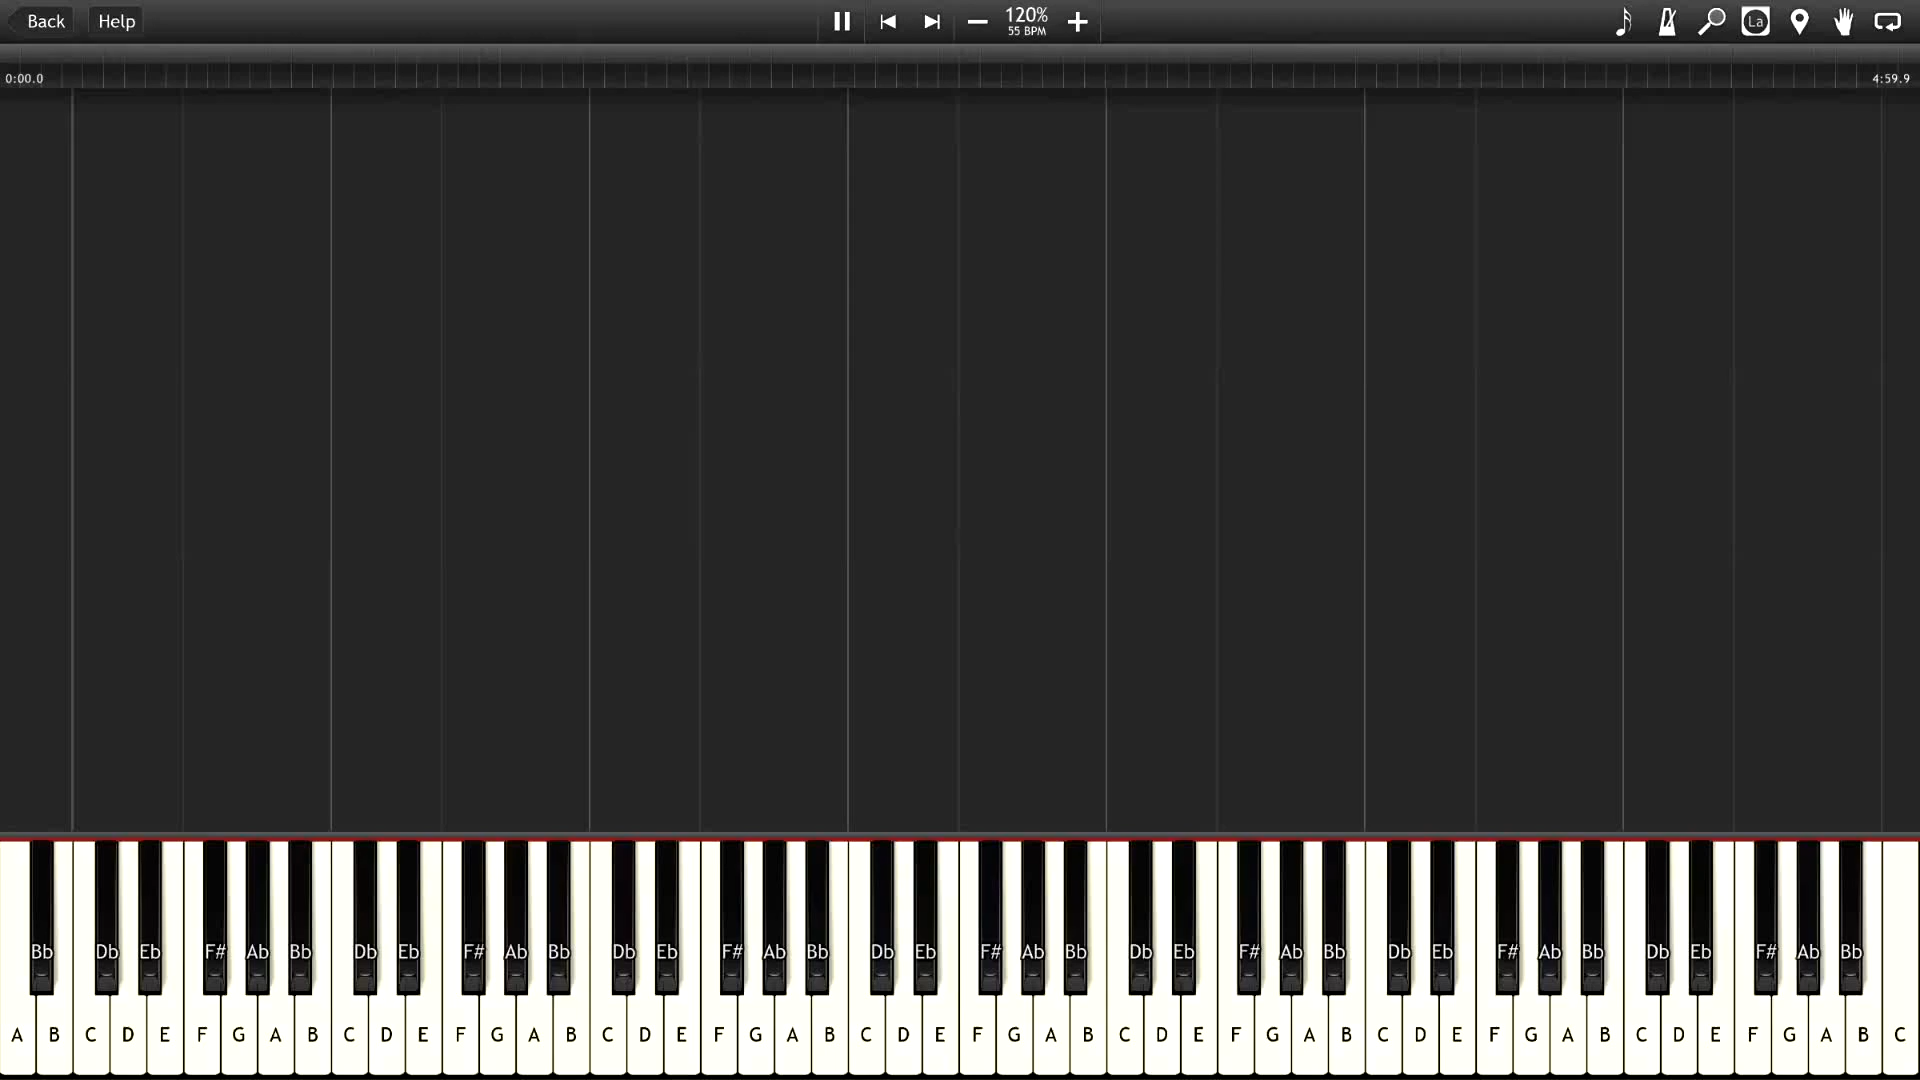 Back Help 120% La
55 BPM
0:00.0 4:59.9
Bb Db Eb F# Ab Bb Db Eb F# Ab Bb Db Eb F# Ab Bb Db Eb F# Ab Bb Db Eb F# Ab Bb Db Eb F# Ab Bb Db Eb F# Ab Bb
A B C D E F G A B C D E F G A B C D E F G A B C D E F G A B C D E F G A B C D E F G A B C D E F G A B C